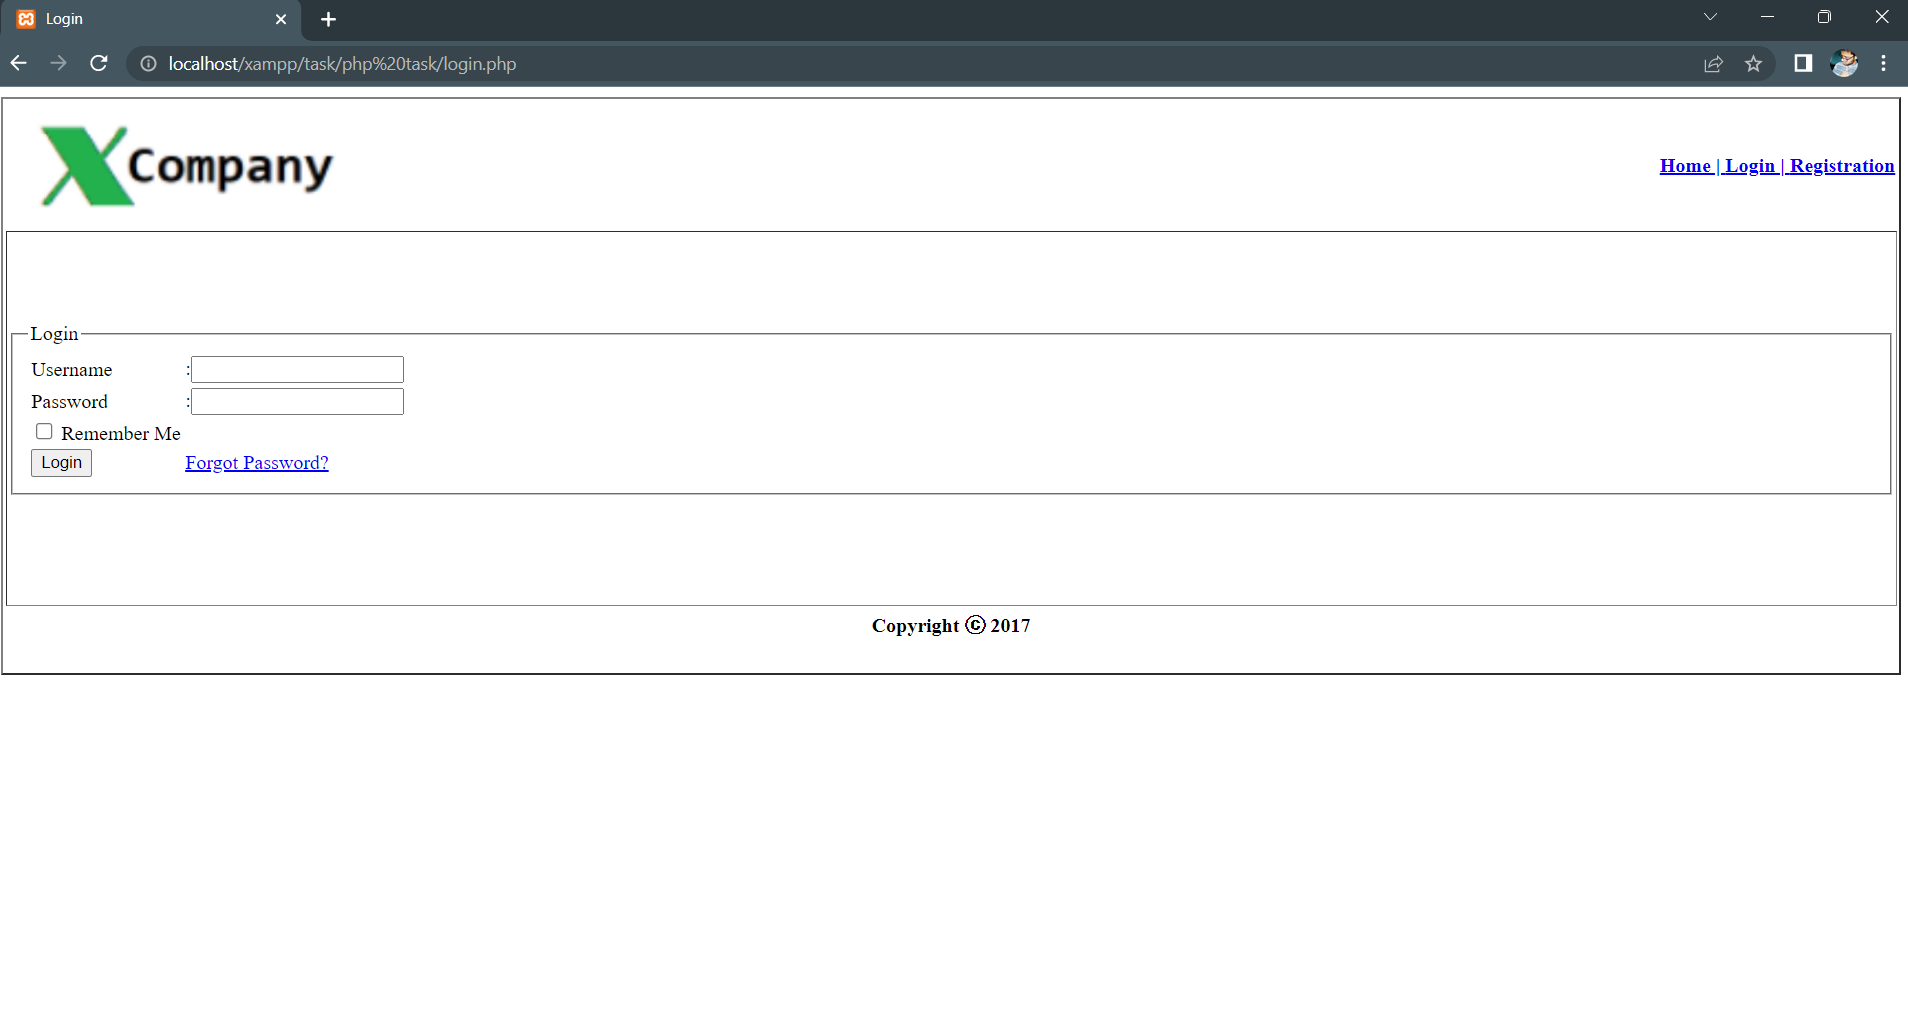 Login
localhost/xampp/task/php%20task/login.php
XCompany
Home | Login | Registration
Login
Username :
Password :
Remember Me
Login Forgot Password?
Copyright ⓒ 2017